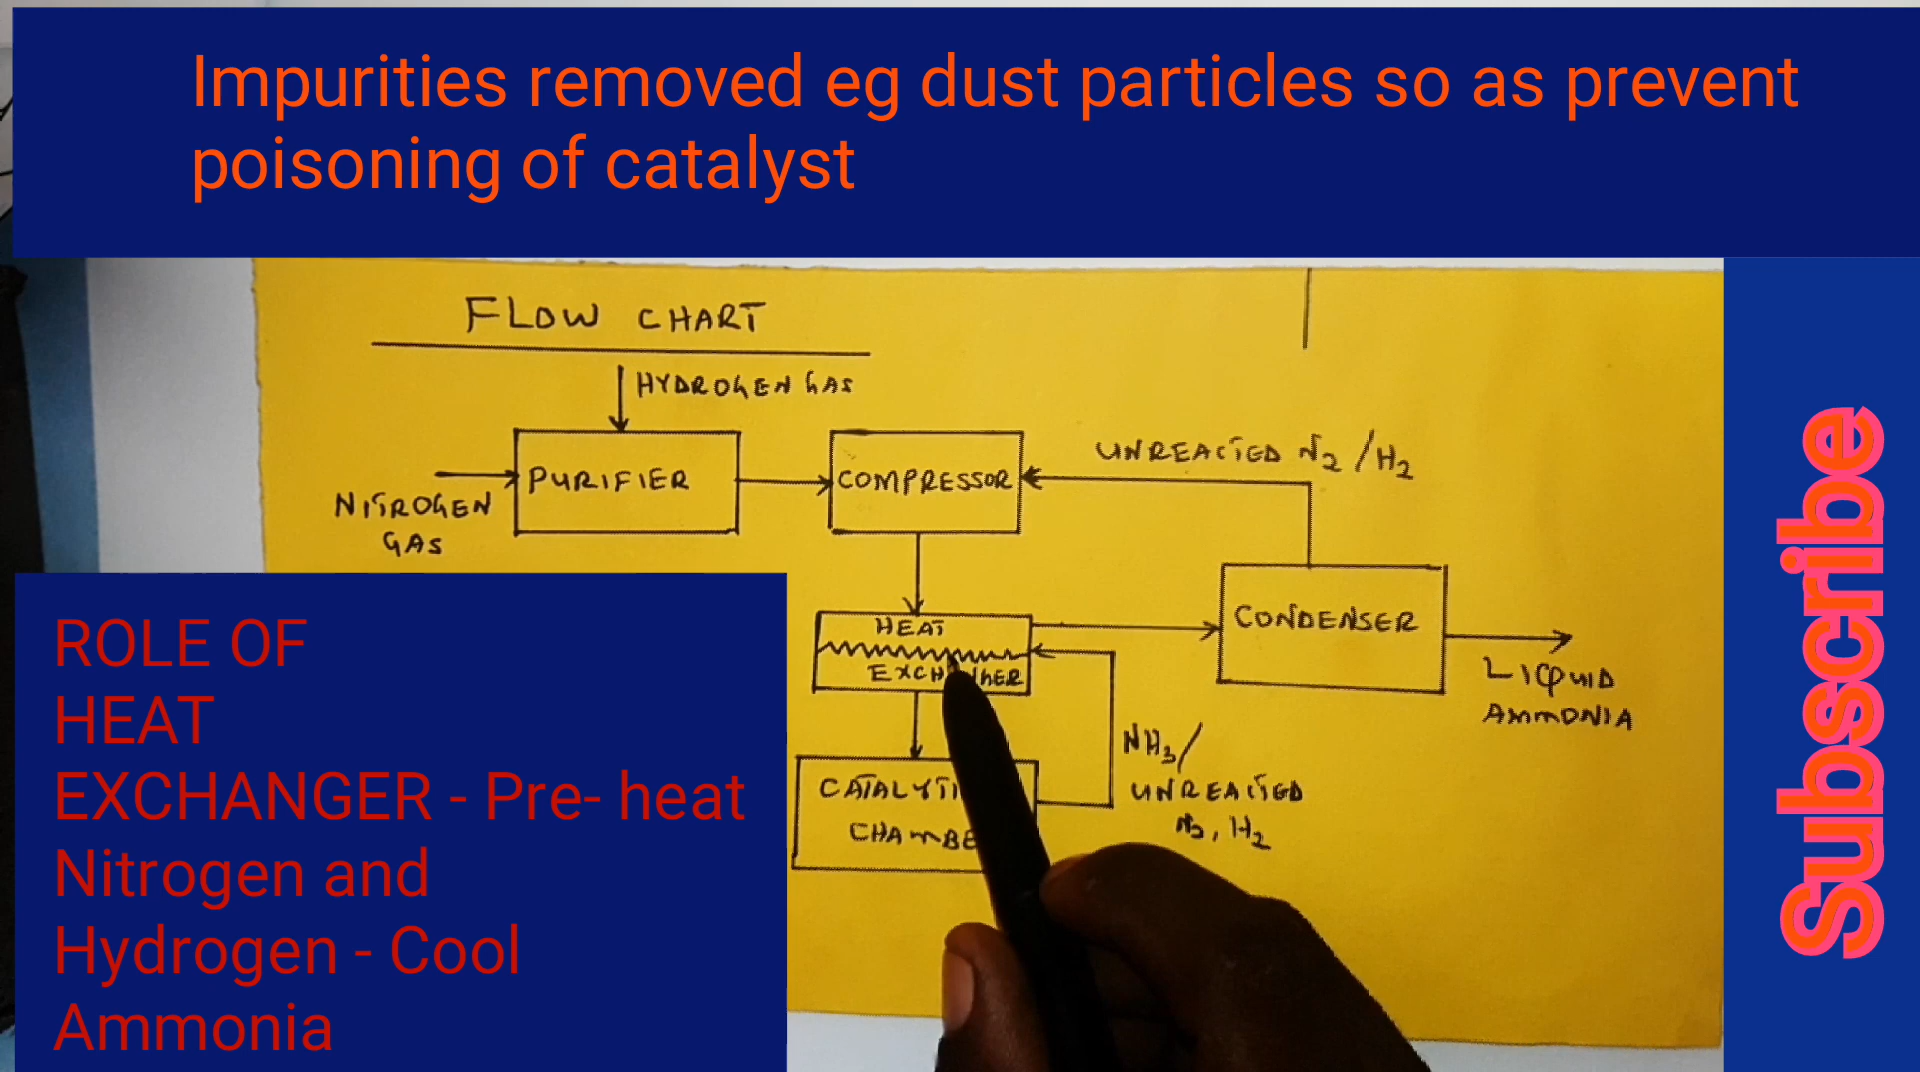 Impurities removed eg dust particles so as prevent
poisoning of catalyst
FLOW CHART
HYDROGEN GAS
PURIFIER
COMPRESSOR
UNREACTED N2/H2
NITROGEN
GAS
HEAT
CONDENSER
LIQUID
AMMONIA
NH3/
UNREACTED
N2, H2
ROLE OF
HEAT
EXCHANGER - Pre- heat
Nitrogen and
Hydrogen - Cool
Ammonia
Subscribe